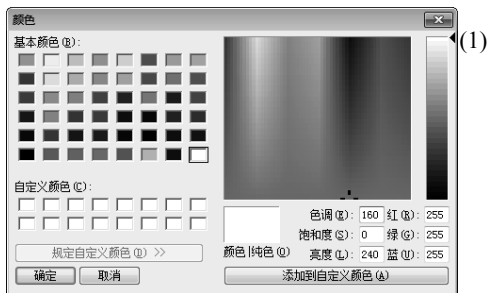 颜色
(1)
基本颜色(B):
自定义颜色(C):
规定自定义颜色(D) >>
确定 取消
颜色|纯色(O)
色调(E): 160 红(R): 255
饱和度(S): 0 绿(G): 255
亮度(L): 240 蓝(U): 255
添加到自定义颜色(A)